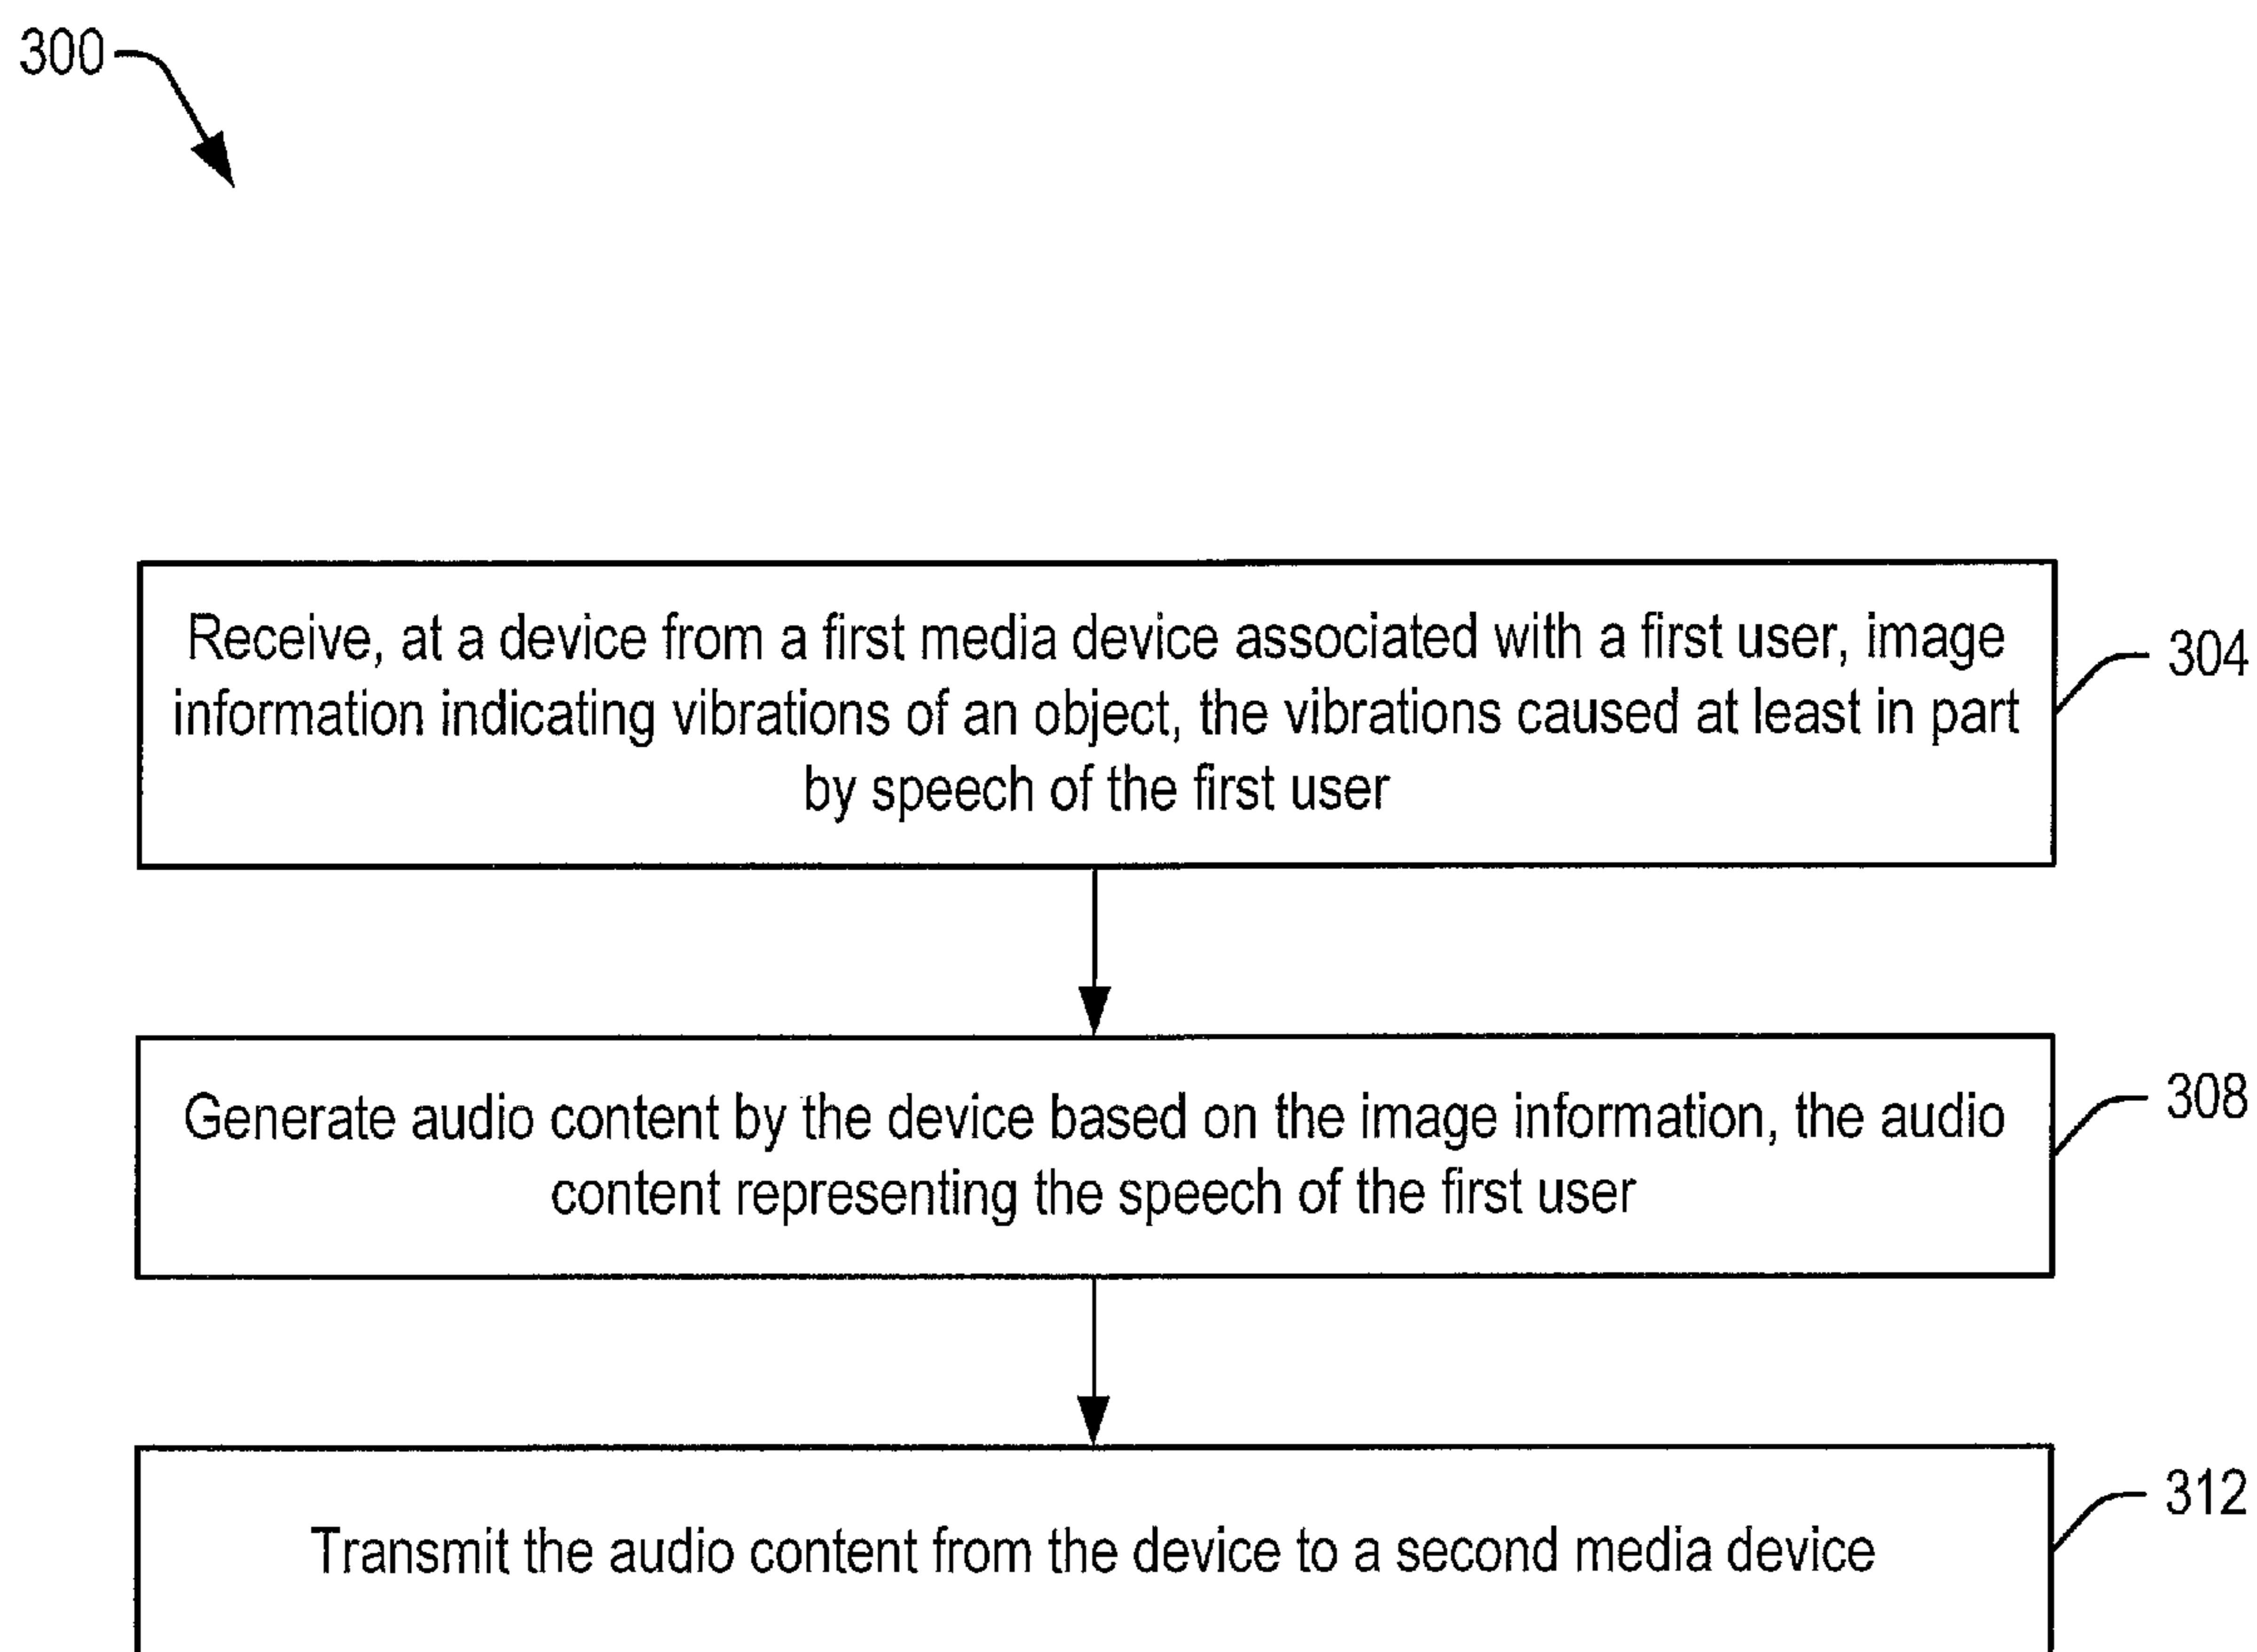 300
Receive, at a device from a first media device associated with a first user, image
information indicating vibrations of an object, the vibrations caused at least in part
by speech of the first user
304
Generate audio content by the device based on the image information, the audio
content representing the speech of the first user
308
Transmit the audio content from the device to a second media device
312